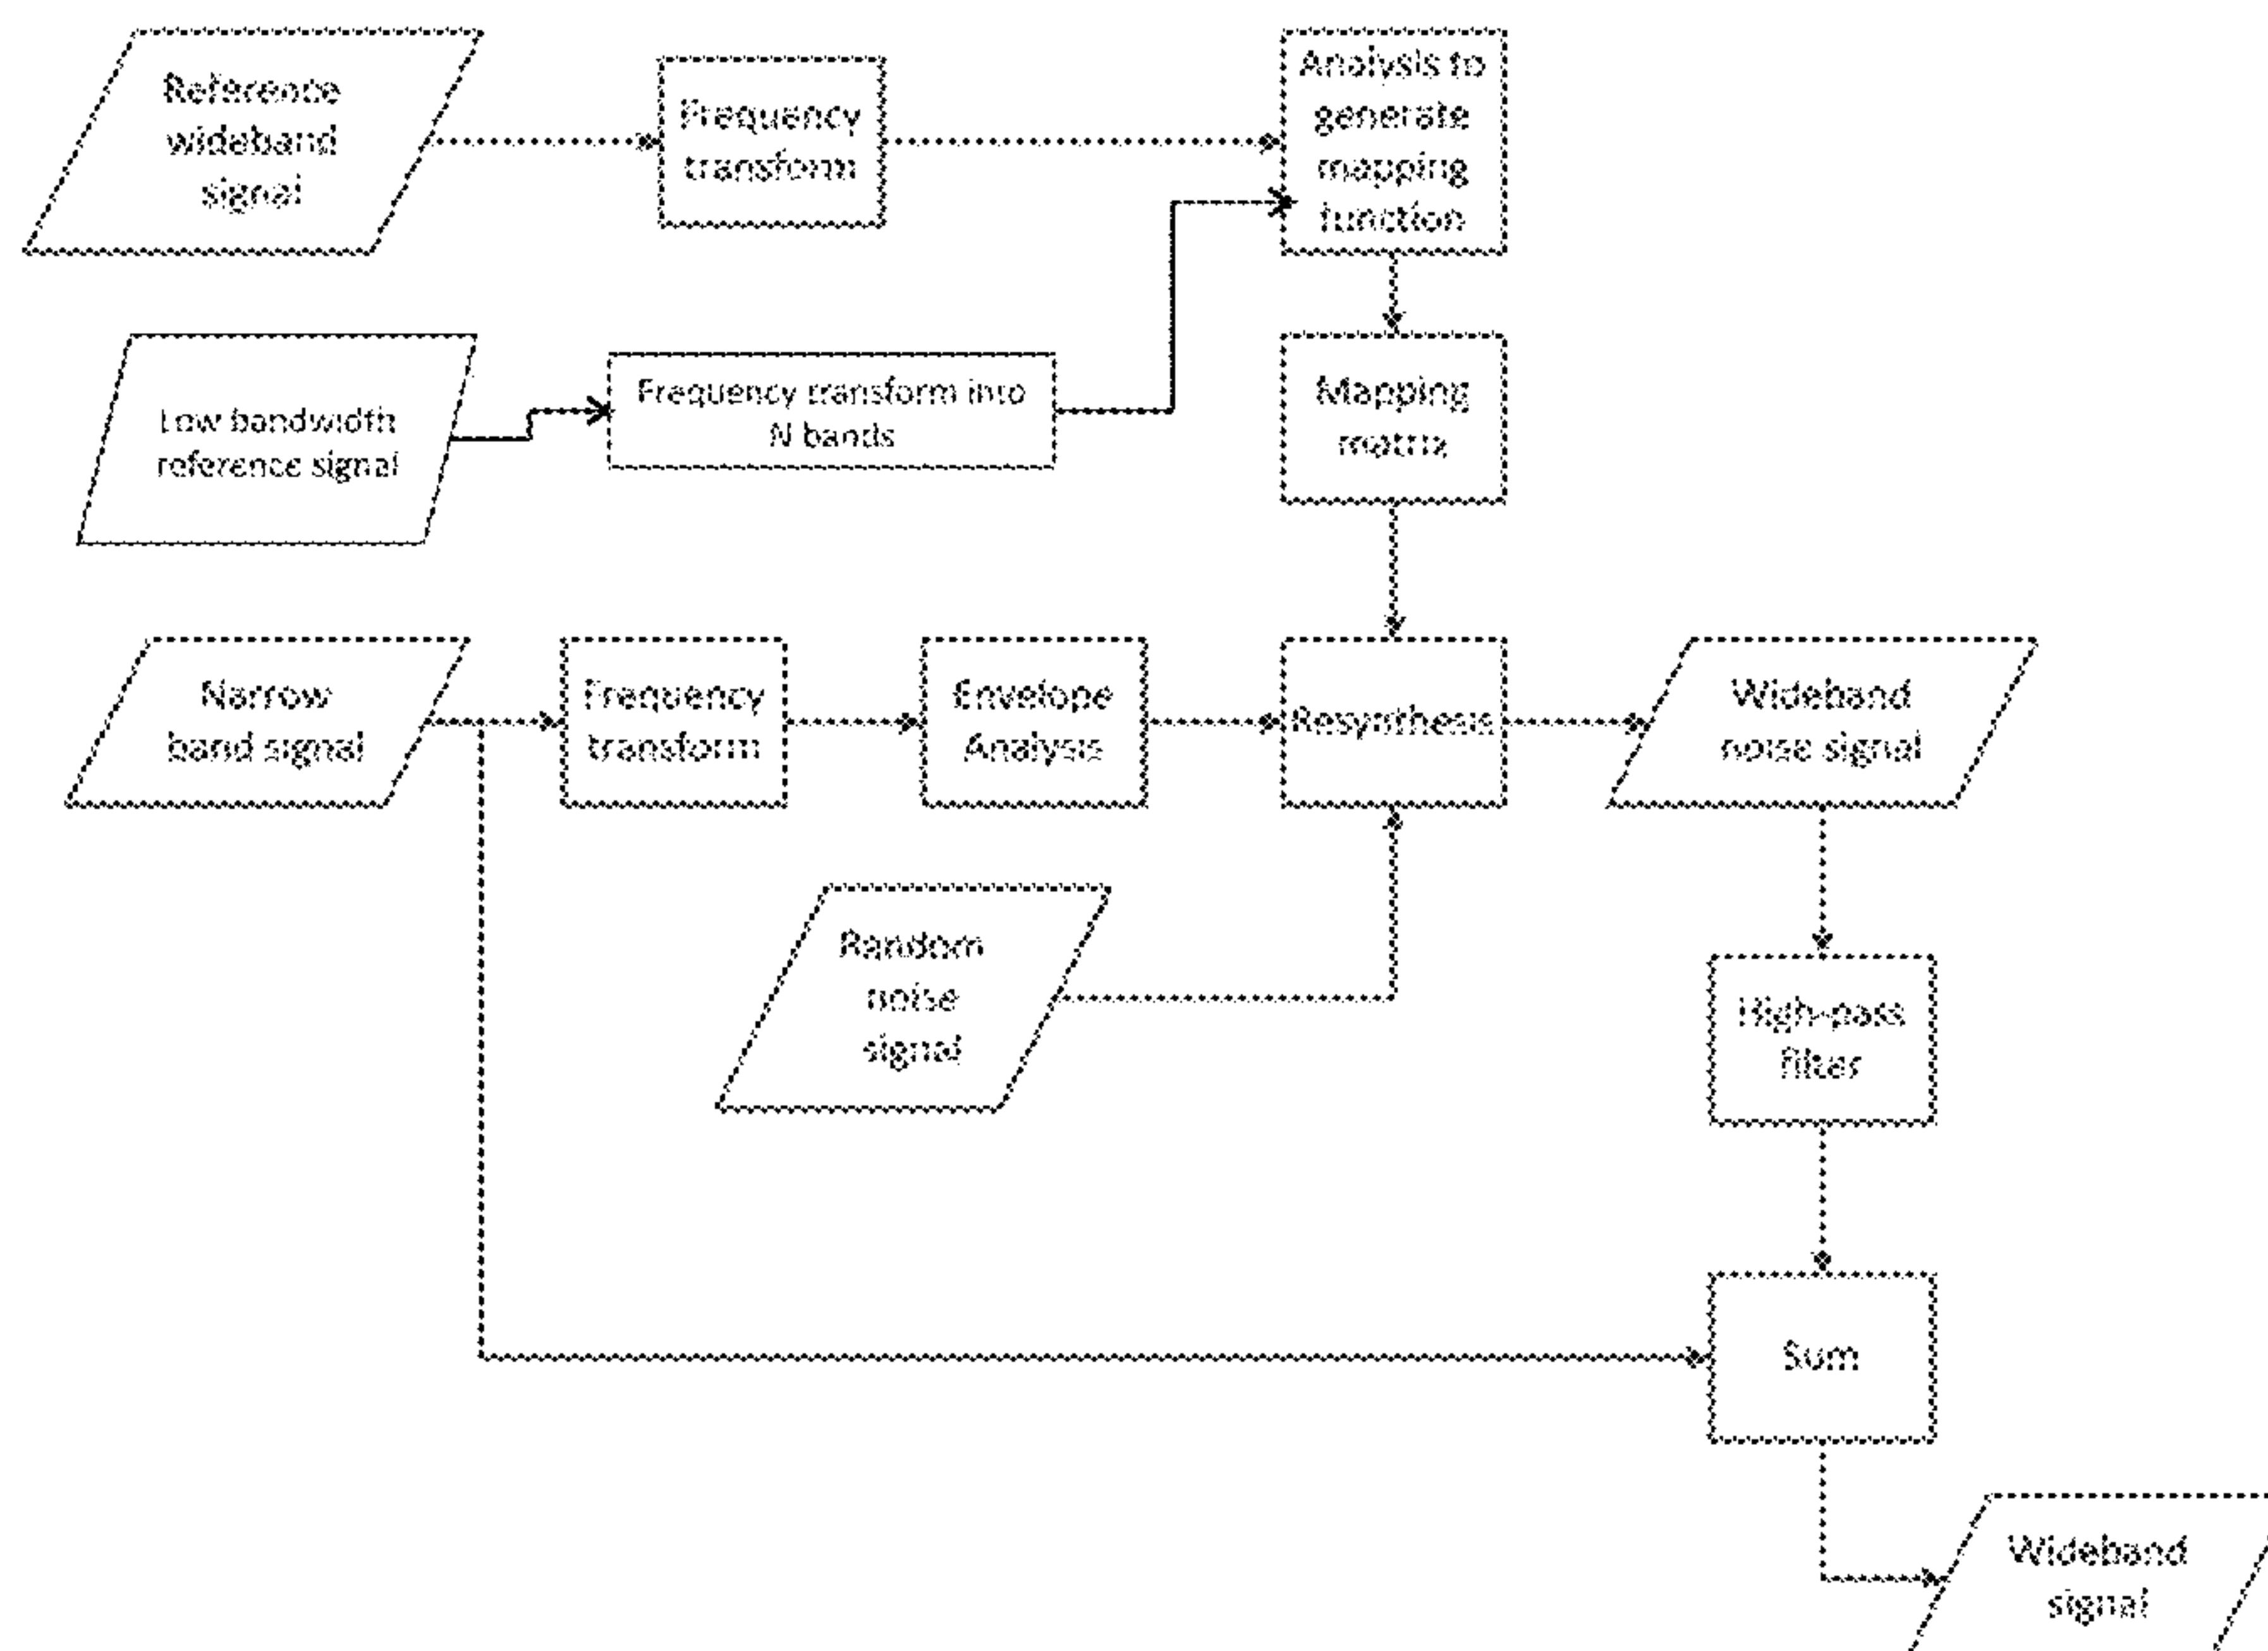 Reference
wideband
signal
Frequency
transform
Analysis to
generate
mapping
function
Low bandwidth
reference signal
Frequency transform into
N bands
Mapping
matrix
Narrow
band signal
Frequency
transform
Envelope
Analysis
Resynthesis
Wideband
noise signal
Random
noise
signal
High-pass
filter
Sum
Wideband
signal